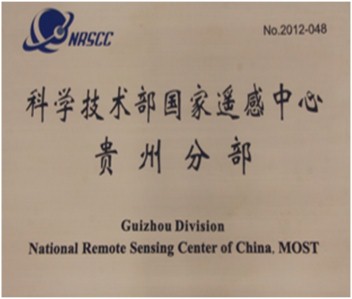 NRSCC
No.2012-048
科学技术部国家遥感中心
贵州分部
Guizhou Division
National Remote Sensing Center of China, MOST